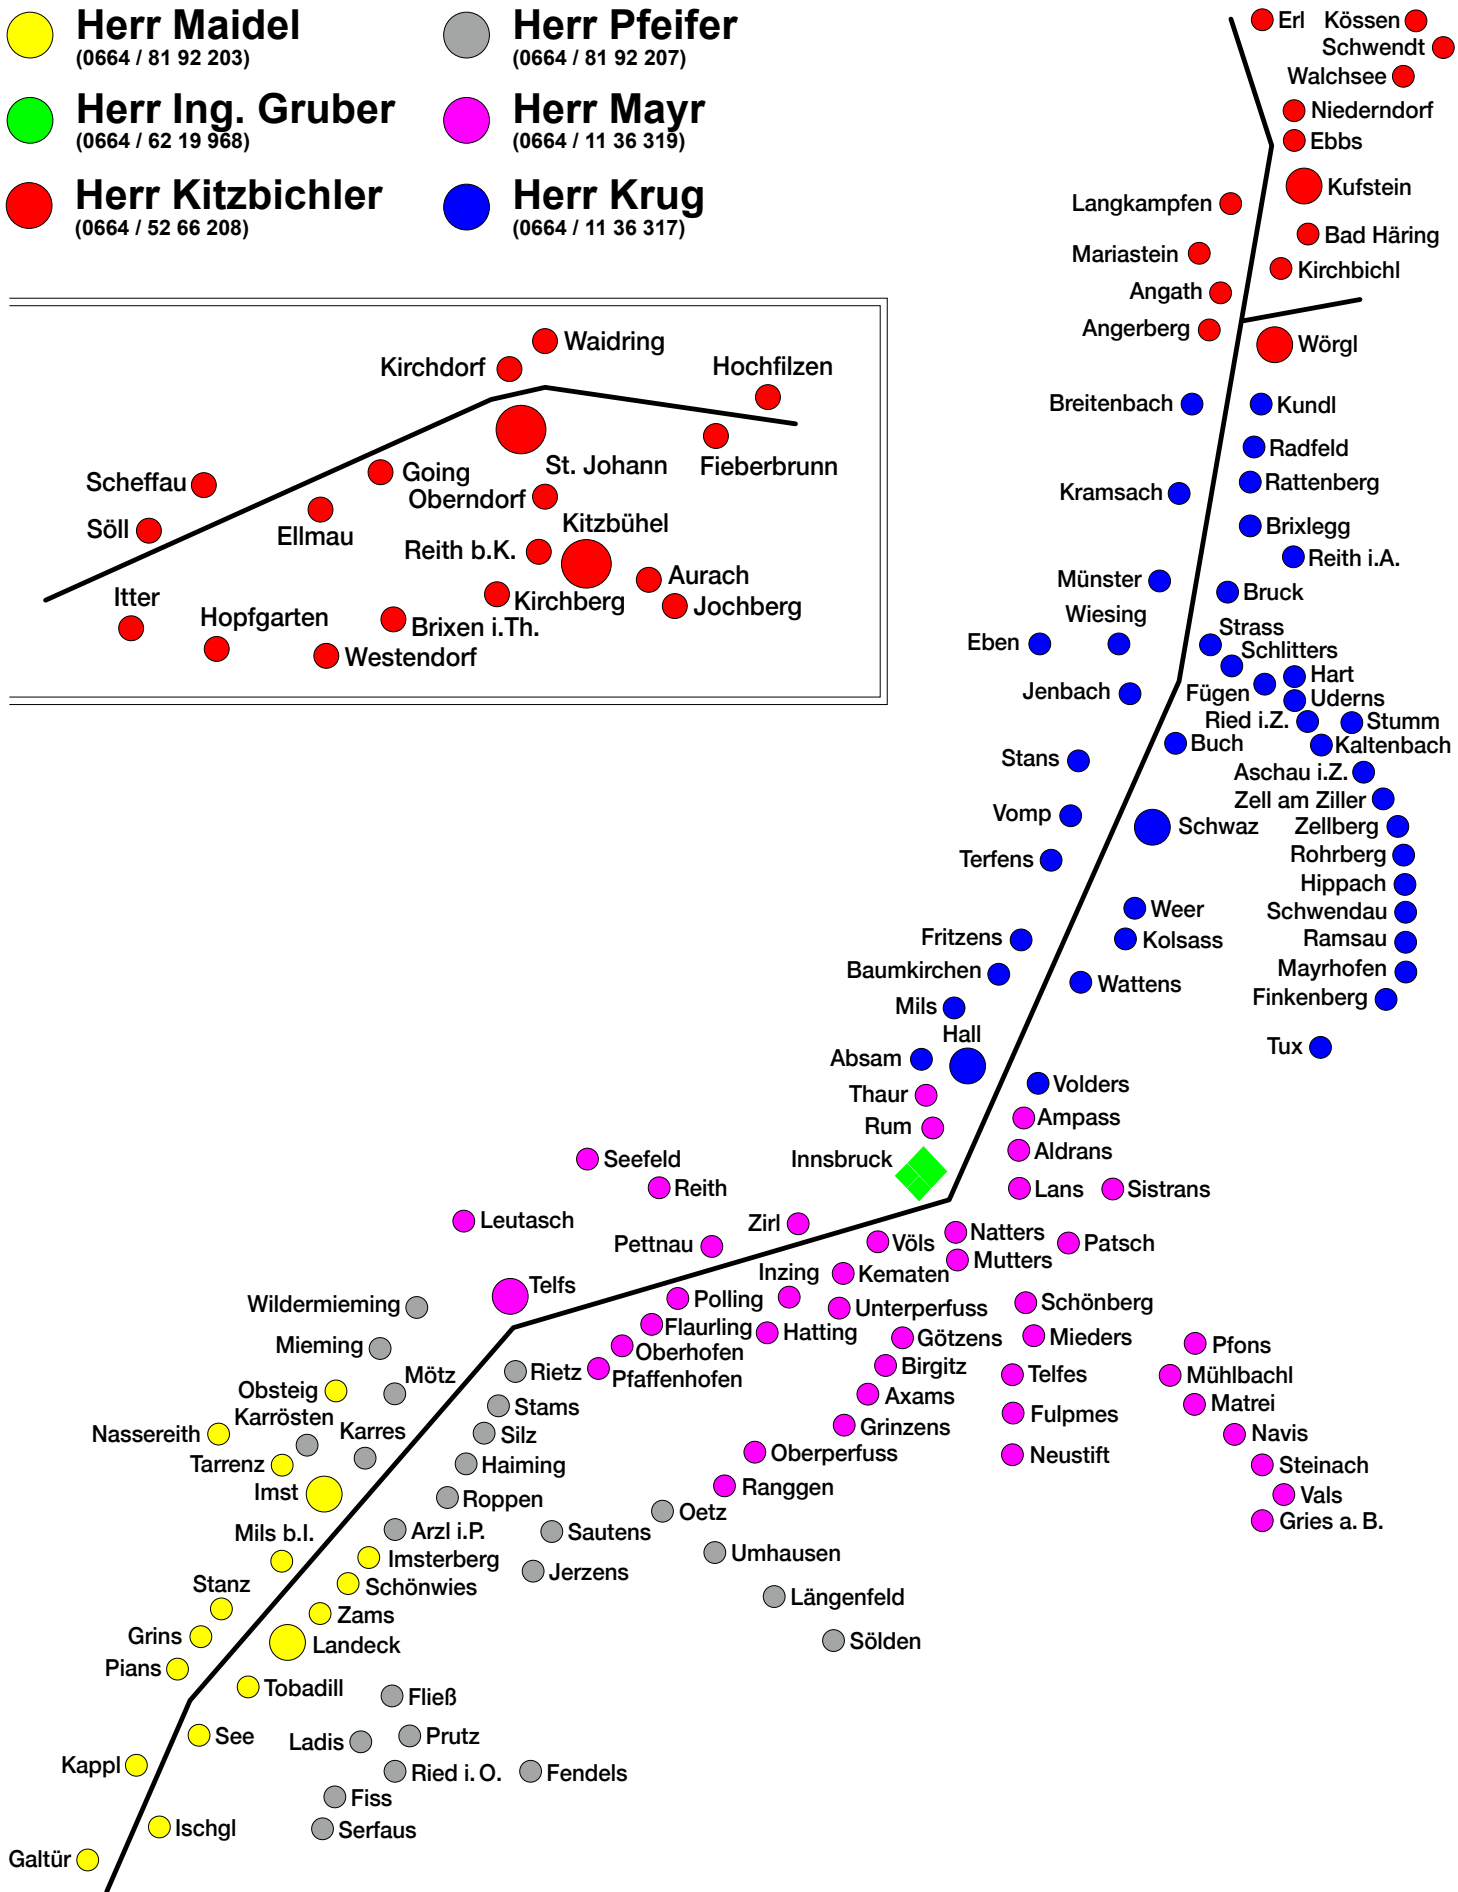 Herr Maidel
(0664 / 81 92 203)
Herr Pfeifer
(0664 / 81 92 207)
Herr Ing. Gruber
(0664 / 62 19 968)
Herr Mayr
(0664 / 11 36 319)
Herr Kitzbichler
(0664 / 52 66 208)
Herr Krug
(0664 / 11 36 317)
Erl
Kössen
Schwendt
Walchsee
Niederndorf
Ebbs
Kufstein
Langkampfen
Bad Häring
Mariastein
Kirchbichl
Angath
Angerberg
Wörgl
Waidring
Kirchdorf
Hochfilzen
St. Johann
Fieberbrunn
Going
Scheffau
Oberndorf
Söll
Ellmau
Kitzbühel
Reith b.K.
Aurach
Itter
Kirchberg
Jochberg
Hopfgarten
Brixen i.Th.
Westendorf
Breitenbach
Kundl
Radfeld
Kramsach
Rattenberg
Brixlegg
Reith i.A.
Münster
Bruck
Wiesing
Eben
Strass
Schlitters
Hart
Jenbach
Fügen
Uderns
Ried i.Z.
Stumm
Buch
Kaltenbach
Stans
Aschau i.Z.
Zell am Ziller
Vomp
Schwaz
Zellberg
Terfens
Rohrberg
Hippach
Weer
Schwendau
Fritzens
Kolsass
Ramsau
Baumkirchen
Mayrhofen
Wattens
Finkenberg
Mils
Hall
Tux
Absam
Volders
Thaur
Ampass
Rum
Aldrans
Innsbruck
Seefeld
Reith
Lans
Sistrans
Leutasch
Zirl
Natters
Pettnau
Völs
Patsch
Mutters
Inzing
Kematen
Telfs
Polling
Wildermieming
Unterperfuss
Schönberg
Flaurling
Hatting
Götzens
Mieders
Pfons
Mieming
Oberhofen
Birgitz
Rietz
Pfaffenhofen
Telfes
Mühlbachl
Mötz
Obsteig
Axams
Matrei
Stams
Karrösten
Fulpmes
Grinzens
Nassereith
Karres
Silz
Navis
Oberperfuss
Neustift
Tarrenz
Haiming
Steinach
Imst
Ranggen
Vals
Roppen
Oetz
Gries a. B.
Mils b.I.
Arzl i.P.
Sautens
Imsterberg
Umhausen
Stanz
Schönwies
Jerzens
Längenfeld
Zams
Grins
Landeck
Sölden
Pians
Tobadill
Fließ
See
Ladis
Prutz
Kappl
Ried i. O.
Fendels
Fiss
Ischgl
Serfaus
Galtür